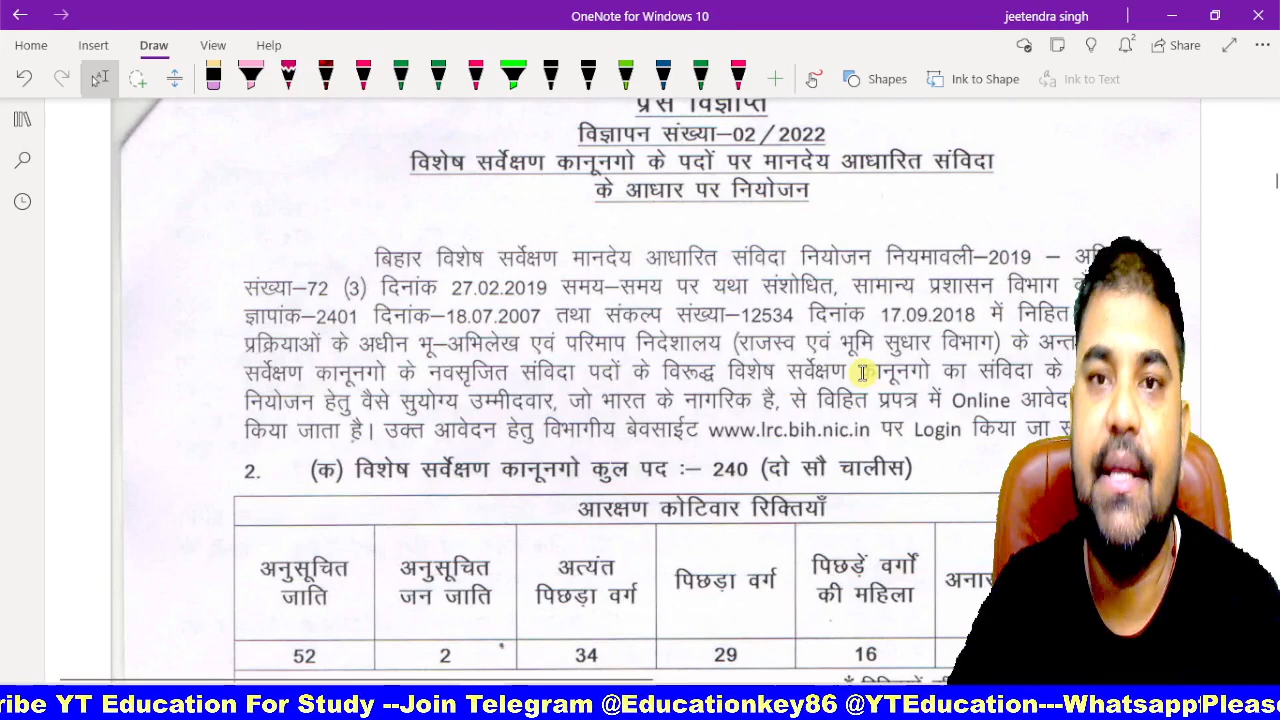 OneNote for Windows 10
jeetendra singh
Home Insert Draw View Help
Share
Shapes Ink to Shape Ink to Text
प्रेस विज्ञप्ति
विज्ञापन संख्या–02/2022
विशेष सर्वेक्षण कानूनगो के पदों पर मानदेय आधारित संविदा
के आधार पर नियोजन
बिहार विशेष सर्वेक्षण मानदेय आधारित संविदा नियोजन नियमावली–2019 –
संख्या–72 (3) दिनांक 27.02.2019 समय–समय पर यथा संशोधित, सामान्य प्रशासन विभाग
ज्ञापांक–2401 दिनांक–18.07.2007 तथा संकल्प संख्या–12534 दिनांक 17.09.2018 में निहित
प्रक्रियाओं के अधीन भू–अभिलेख एवं परिमाप निदेशालय (राजस्व एवं भूमि सुधार विभाग) के
सर्वेक्षण कानूनगो के नवसृजित संविदा पदों के विरूद्ध विशेष सर्वेक्षण कानूनगो का संविदा के
नियोजन हेतु वैसे सुयोग्य उम्मीदवार, जो भारत के नागरिक है, से विहित प्रपत्र में Online
किया जाता है। उक्त आवेदन हेतु विभागीय बेवसाईट www.lrc.bih.nic.in पर Login किया जा
2. (क) विशेष सर्वेक्षण कानूनगो कुल पद :– 240 (दो सौ चालीस)
आरक्षण कोटिवार रिक्तियाँ
अनुसूचित जाति
अनुसूचित जन जाति
अत्यंत पिछड़ा वर्ग
पिछड़ा वर्ग
पिछड़ें वर्गों की महिला
52 2 34 29 16
ribe YT Education For Study --Join Telegram @Educationkey86 @YTEducation---Whatsapp Please